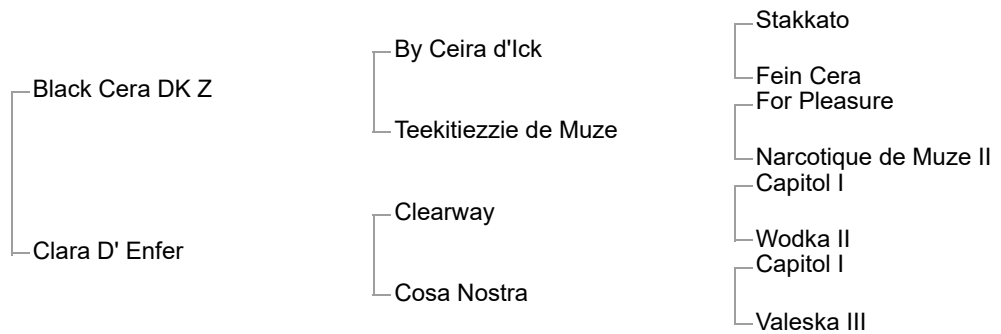 Stakkato
By Ceira d'Ick
Fein Cera
Black Cera DK Z
For Pleasure
Teekitiezzie de Muze
Narcotique de Muze II
Capitol I
Clearway
Wodka II
Clara D' Enfer
Capitol I
Cosa Nostra
Valeska III